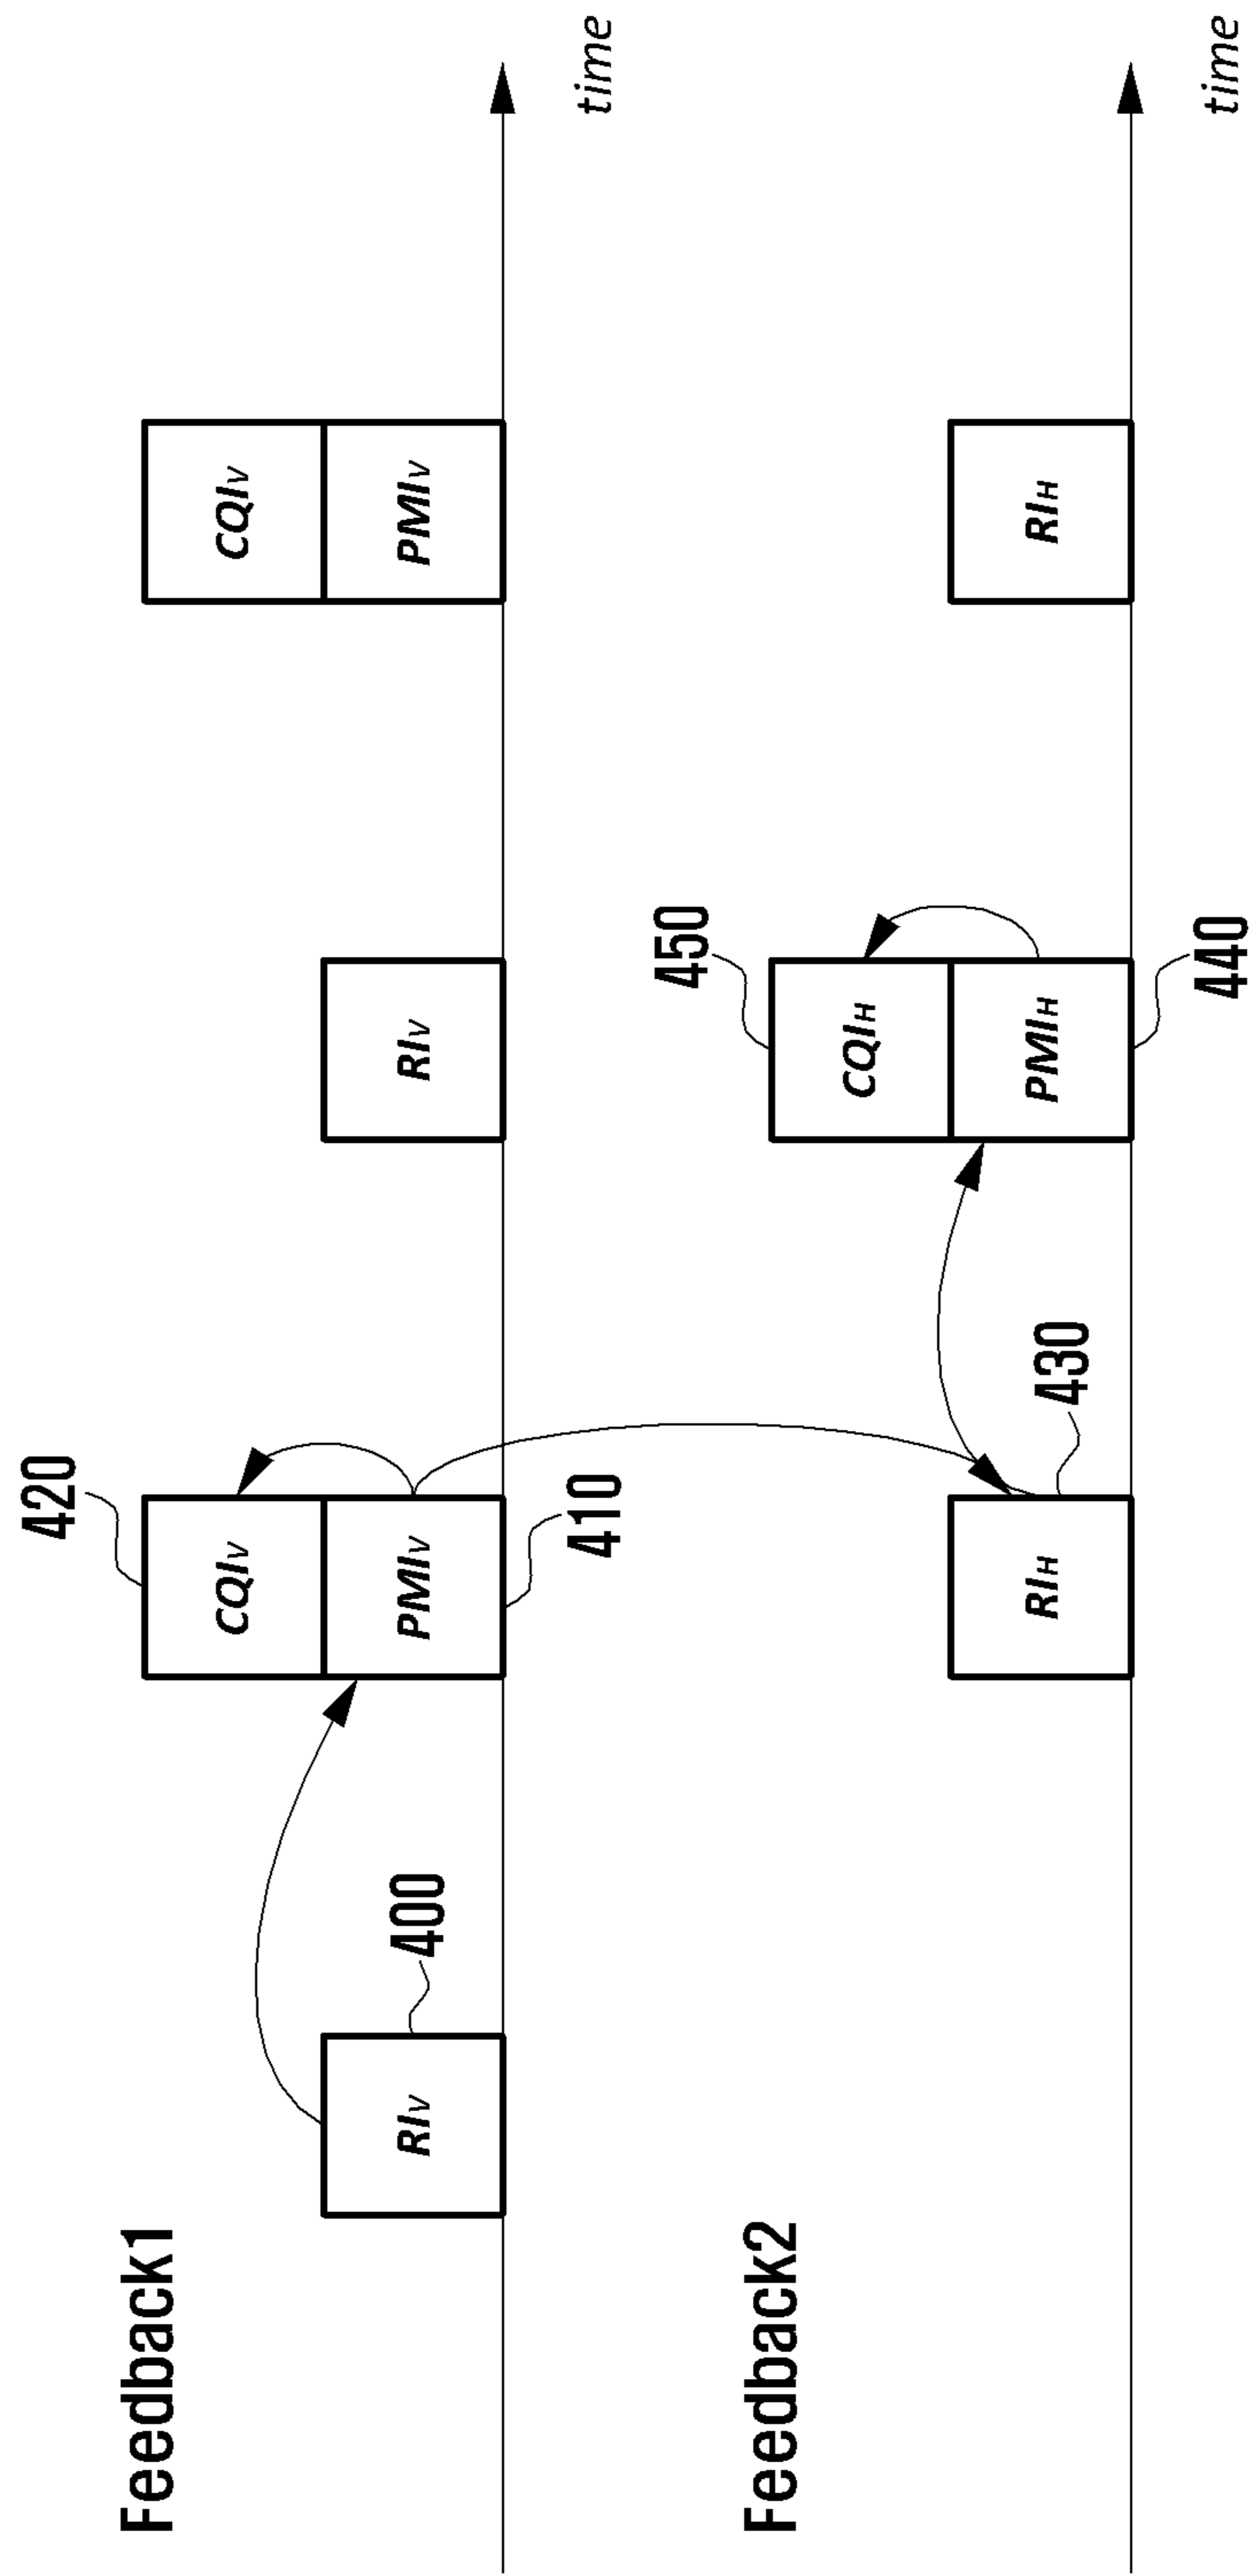 Feedback1
420
CQIV
CQIV
400
RIV
PMIV
RIV
PMIV
410
time
Feedback2
450
CQIH
430
RIH
PMIH
RIH
440
time